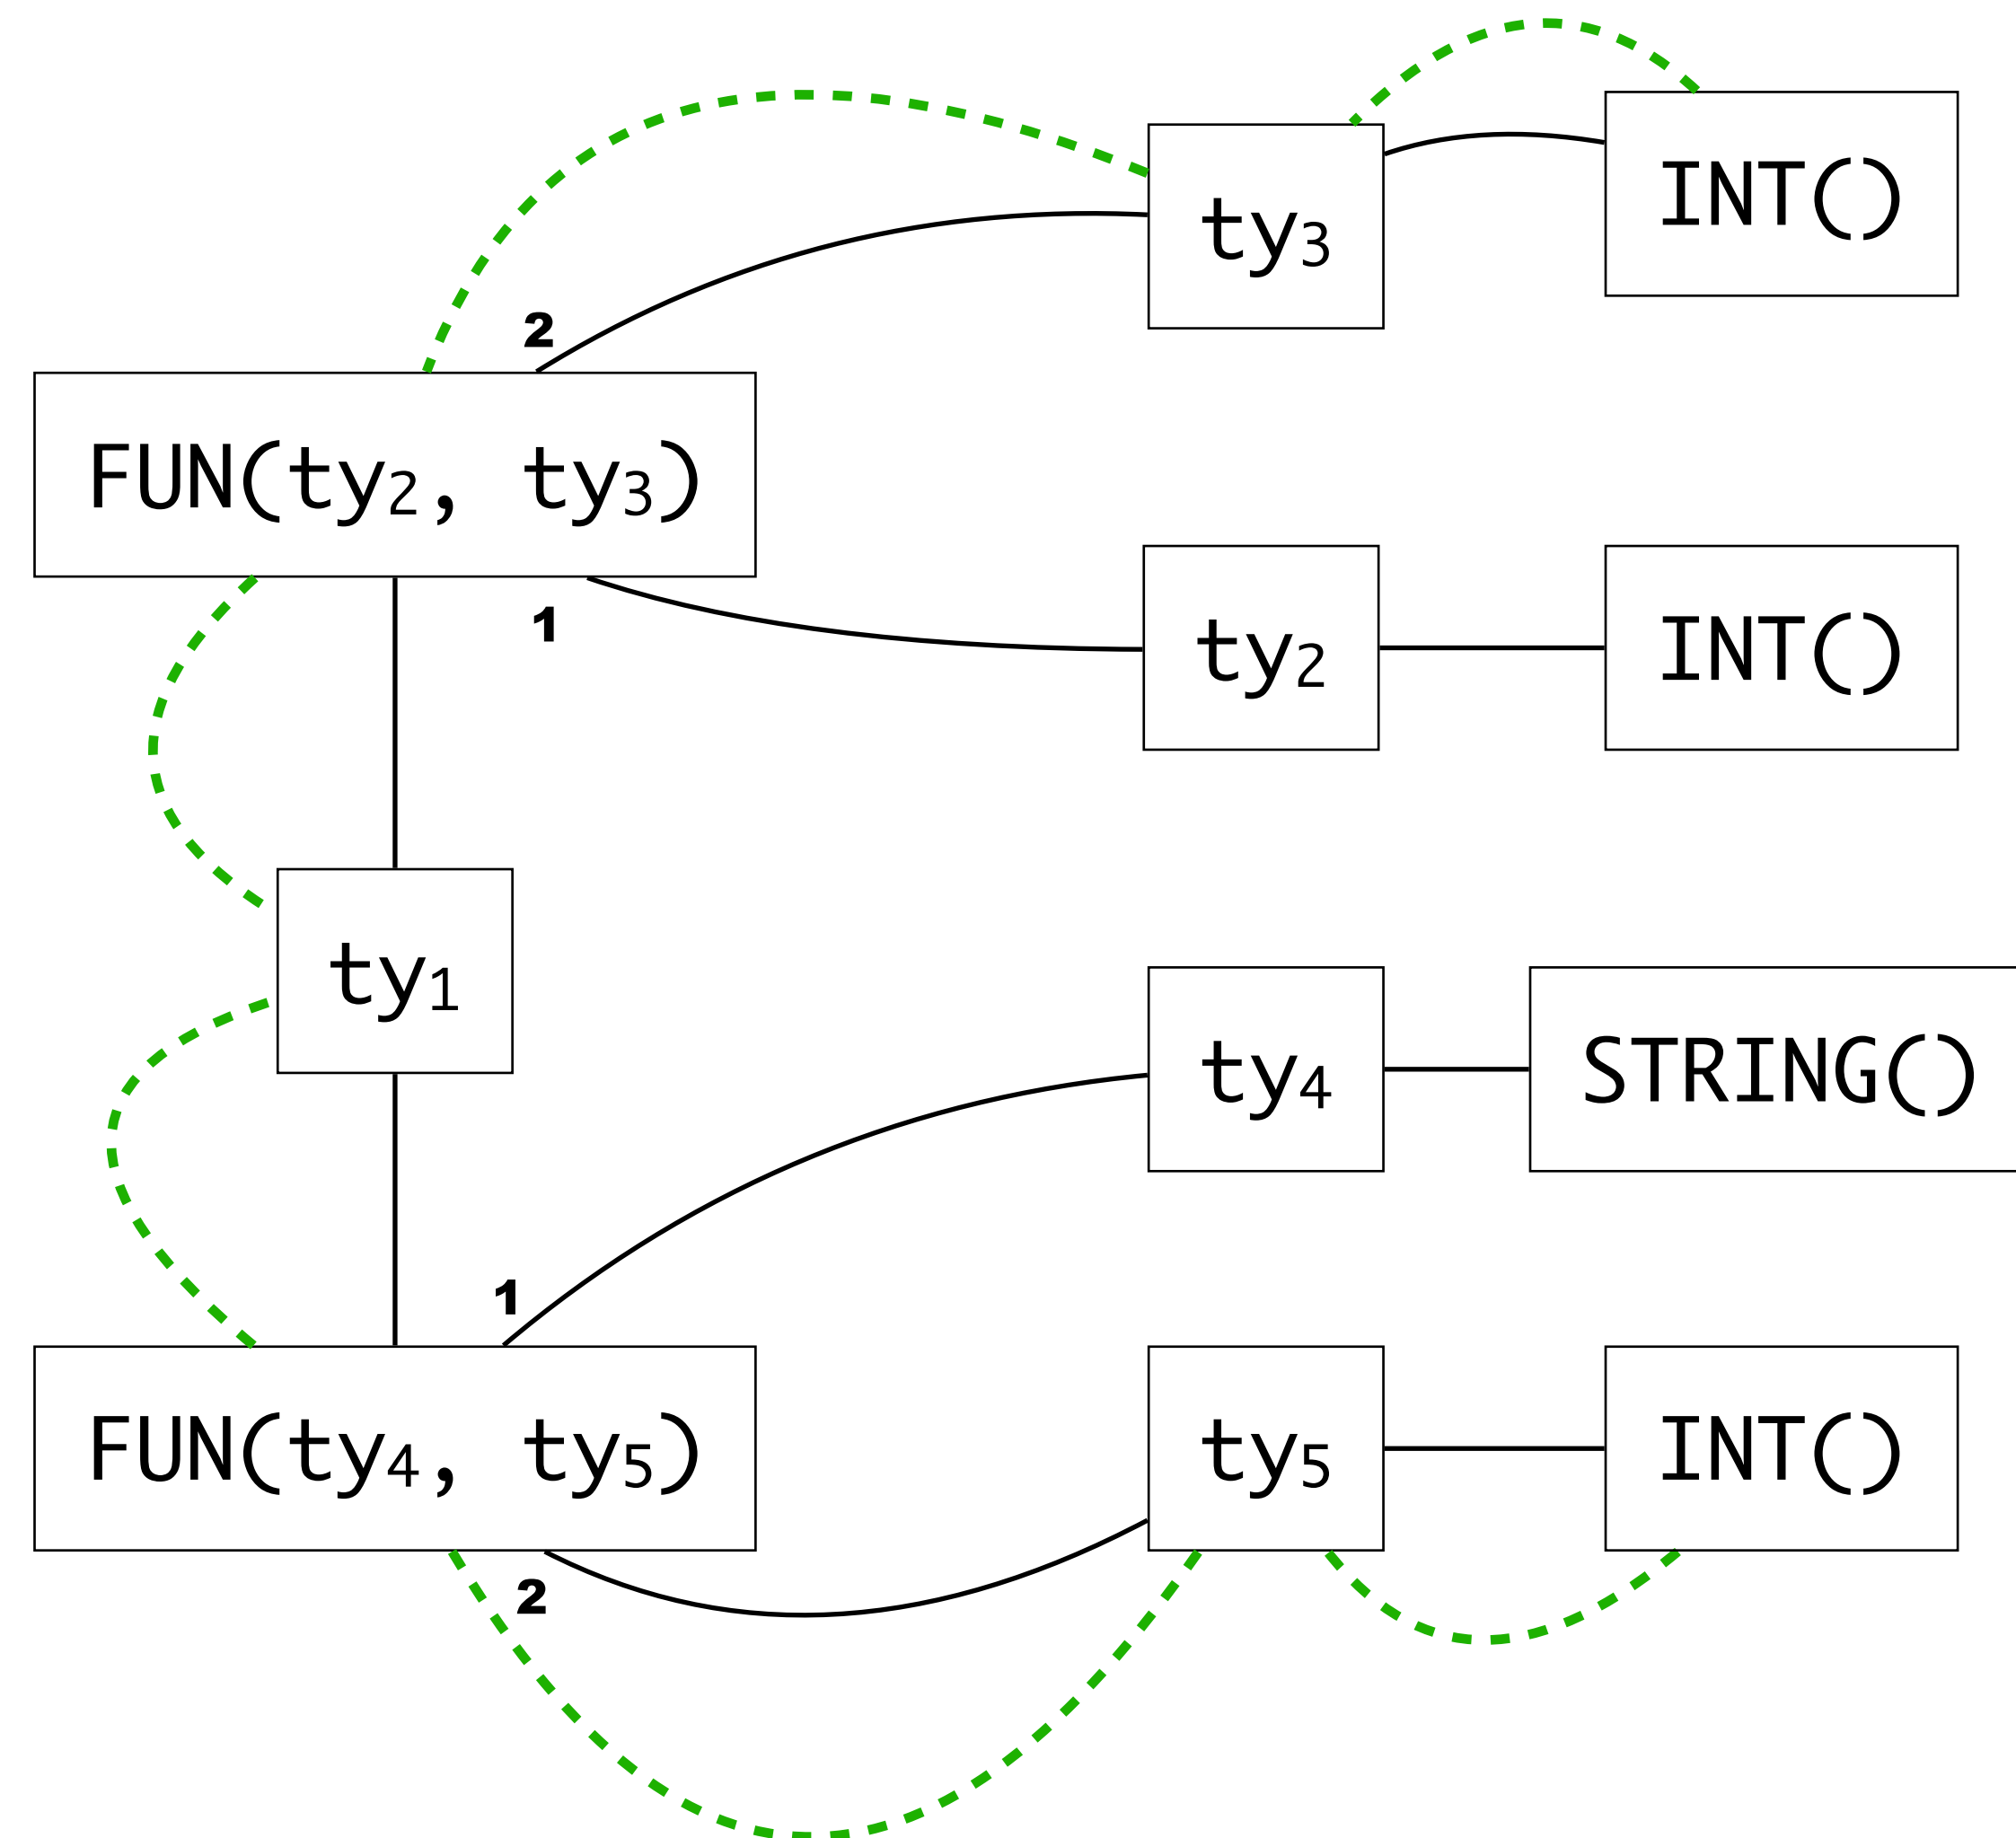 INT()
ty3
2
FUN(ty2, ty3)
1
ty2
INT()
ty1
ty4
STRING()
1
FUN(ty4, ty5)
ty5
INT()
2